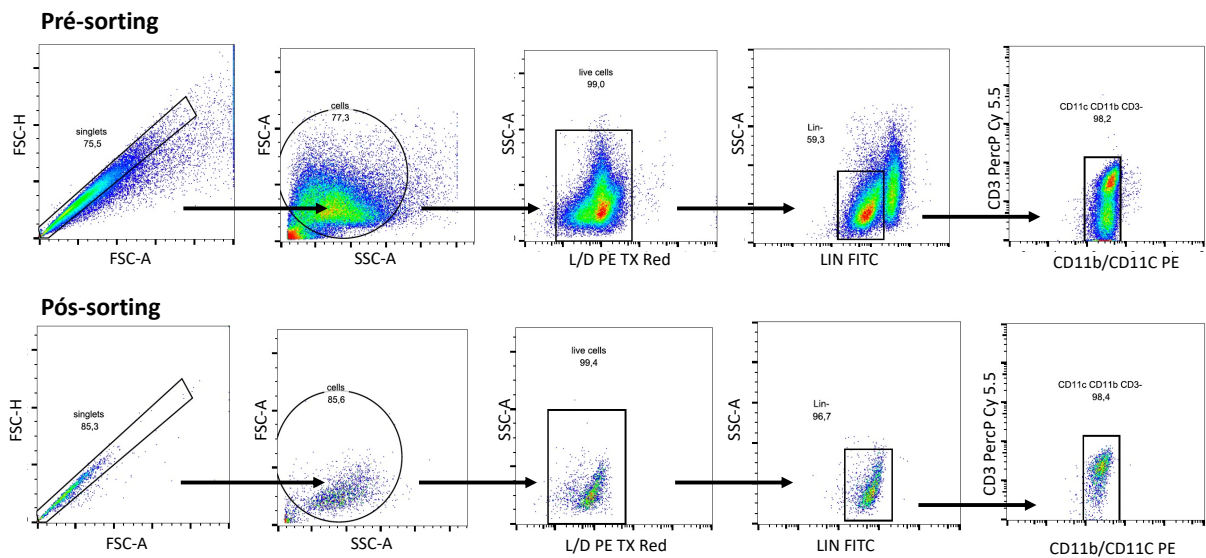 Pré-sorting
FSC-H
singlets
75,5
FSC-A
FSC-A
cells
77,3
SSC-A
SSC-A
live cells
99,0
L/D PE TX Red
SSC-A
Lin-
59,3
LIN FITC
CD3 PercP Cy 5.5
CD11c CD11b CD3-
98,2
CD11b/CD11C PE
Pós-sorting
FSC-H
singlets
85,3
FSC-A
FSC-A
cells
85,6
SSC-A
SSC-A
live cells
99,4
L/D PE TX Red
SSC-A
Lin-
96,7
LIN FITC
CD3 PercP Cy 5.5
CD11c CD11b CD3-
98,4
CD11b/CD11C PE